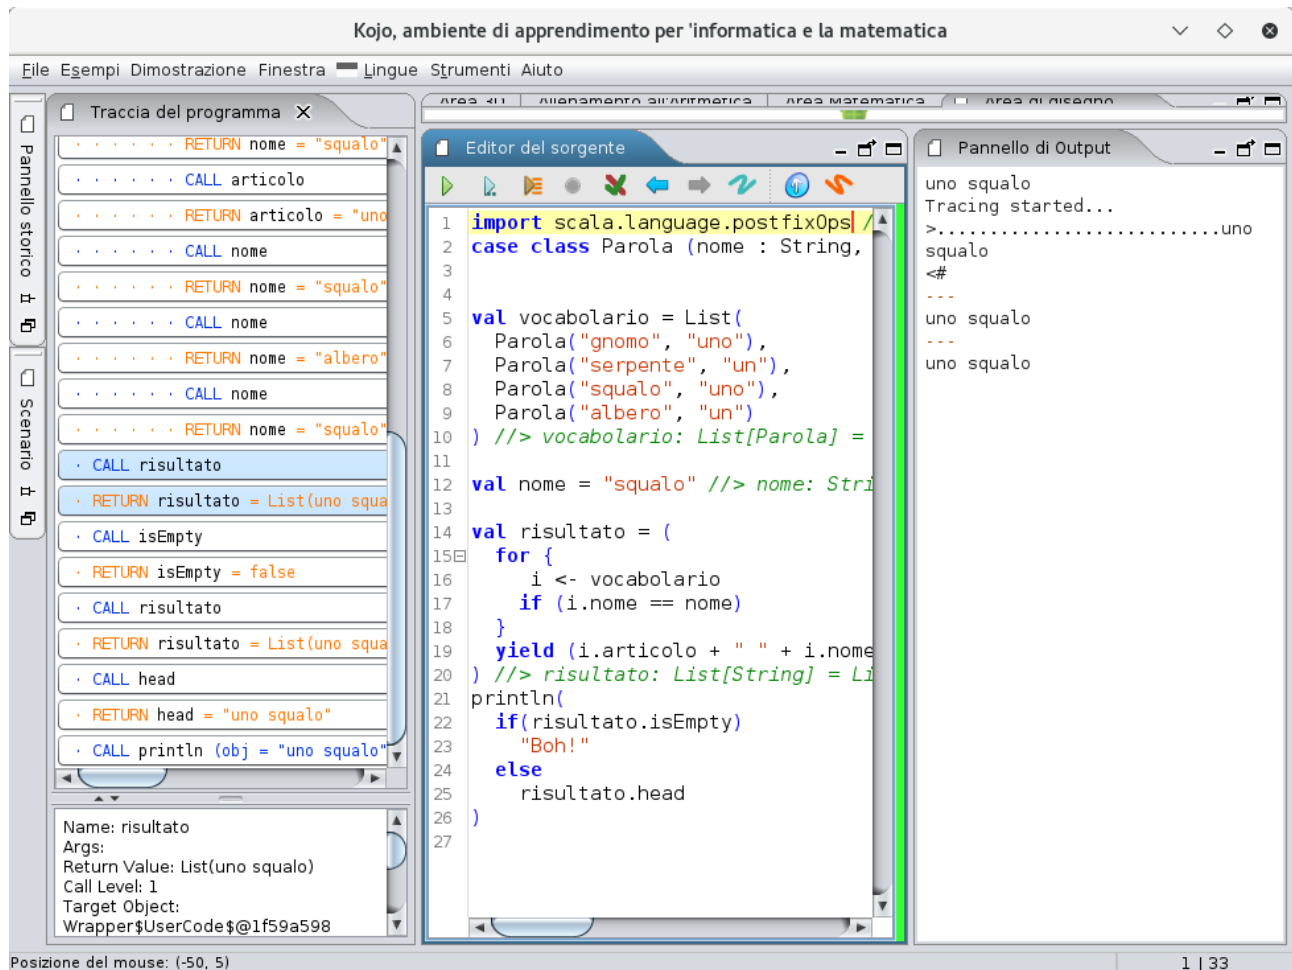 Kojo, ambiente di apprendimento per 'informatica e la matematica
File Esempi Dimostrazione Finestra Lingue Strumenti Aiuto
Pannello storico
Scenario
Traccia del programma
RETURN nome = "squalo"
CALL articolo
RETURN articolo = "uno
CALL nome
RETURN nome = "squalo"
CALL nome
RETURN nome = "albero"
CALL nome
RETURN nome = "squalo"
CALL risultato
RETURN risultato = List(uno squa
CALL isEmpty
RETURN isEmpty = false
CALL risultato
RETURN risultato = List(uno squa
CALL head
RETURN head = "uno squalo"
CALL println (obj = "uno squalo"
Name: risultato
Args:
Return Value: List(uno squalo)
Call Level: 1
Target Object:
Wrapper$UserCode$@1f59a598
Area 3D Allenamento all'Aritmetica Area Matematica Area di disegno
Editor del sorgente
1 import scala.language.postfixOps /
2 case class Parola (nome : String,
3
4
5 val vocabolario = List(
6 Parola("gnomo", "uno"),
7 Parola("serpente", "un"),
8 Parola("squalo", "uno"),
9 Parola("albero", "un")
10 ) //> vocabolario: List[Parola] =
11
12 val nome = "squalo" //> nome: Stri
13
14 val risultato = (
15 for {
16 i <- vocabolario
17 if (i.nome == nome)
18 }
19 yield (i.articolo + " " + i.nome
20 ) //> risultato: List[String] = Li
21 println(
22 if(risultato.isEmpty)
23 "Boh!"
24 else
25 risultato.head
26 )
27
Pannello di Output
uno squalo
Tracing started...
>...........................uno
squalo
<#
---
uno squalo
---
uno squalo
Posizione del mouse: (-50, 5)
1 | 33